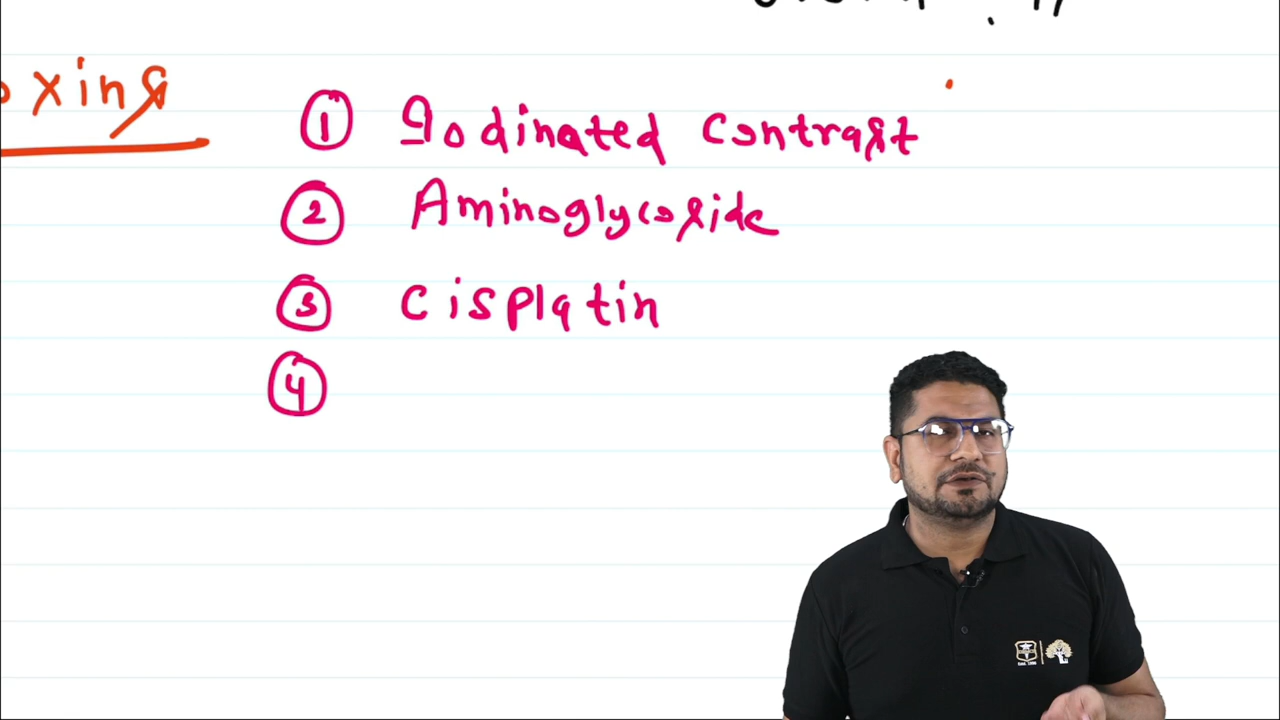 oxins
① Iodinated contrast
② Aminoglycoside
③ Cisplatin
④